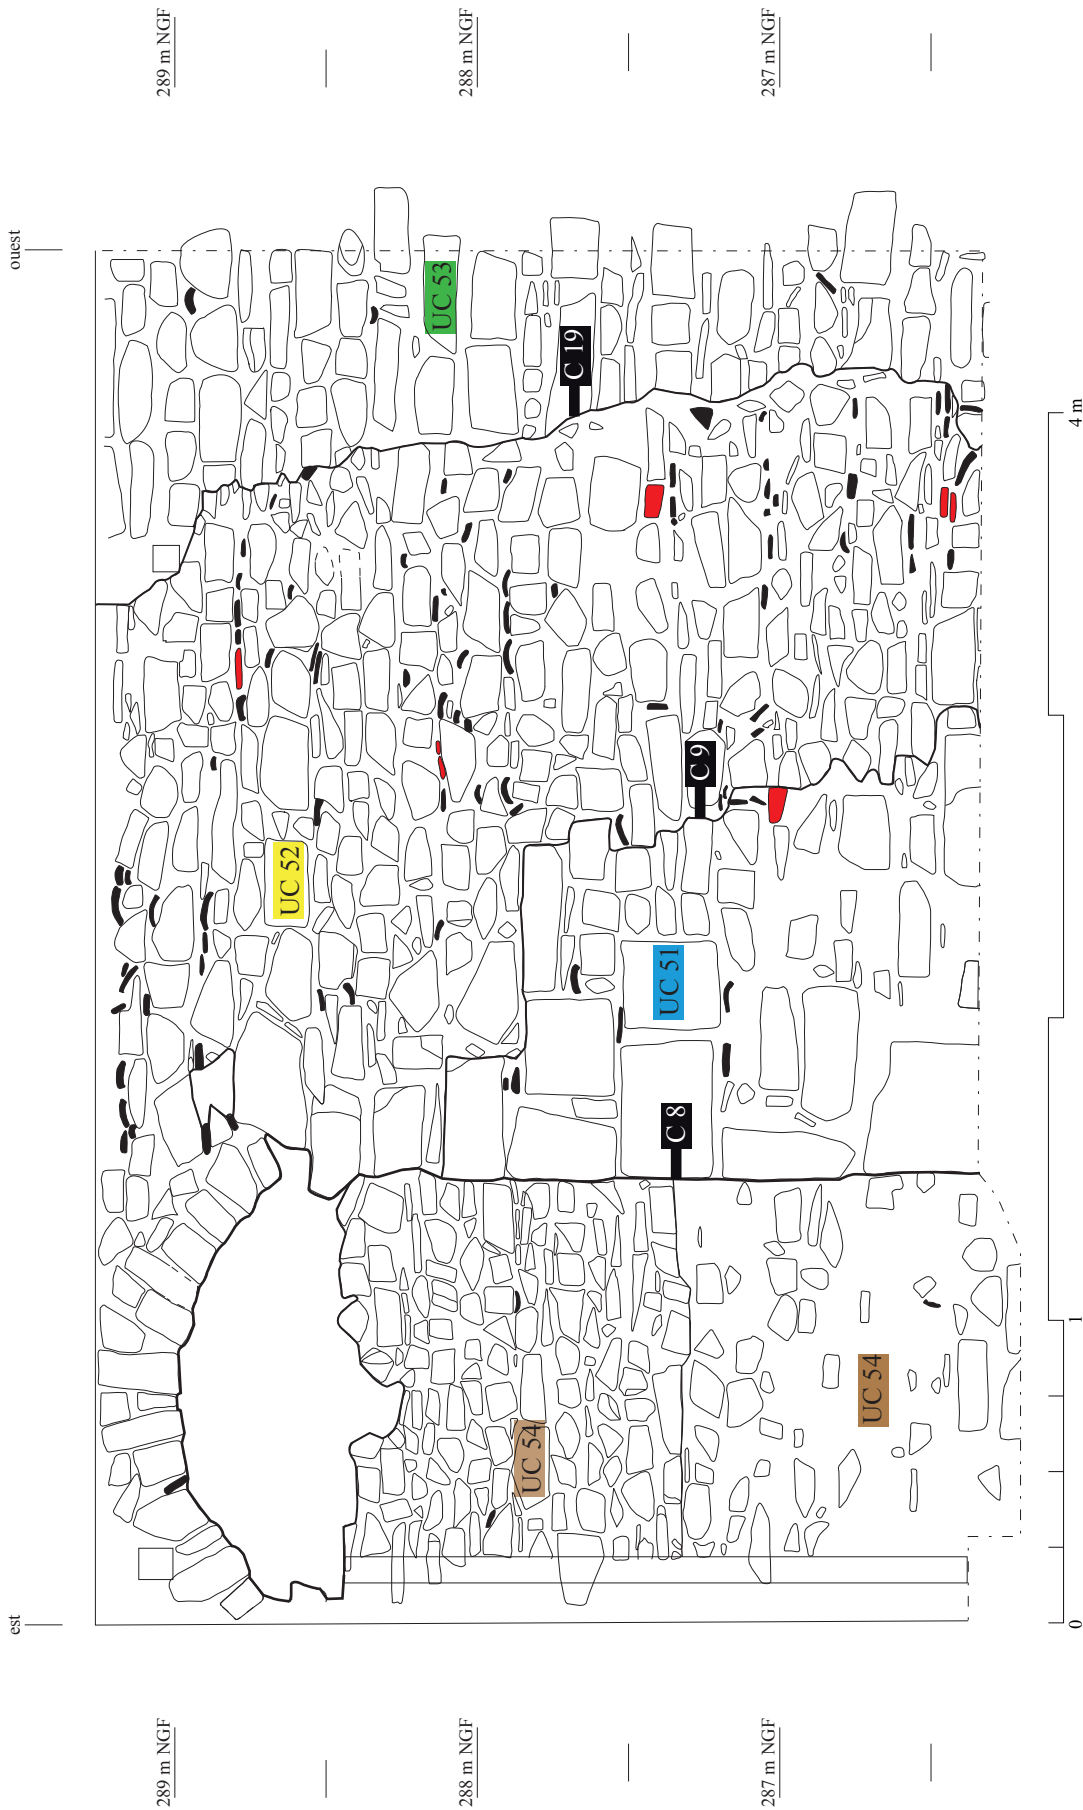 est
ouest
289 m NGF
289 m NGF
288 m NGF
288 m NGF
287 m NGF
287 m NGF
UC 52
UC 53
C 19
C 9
UC 51
C 8
UC 54
UC 54
0
1
4 m